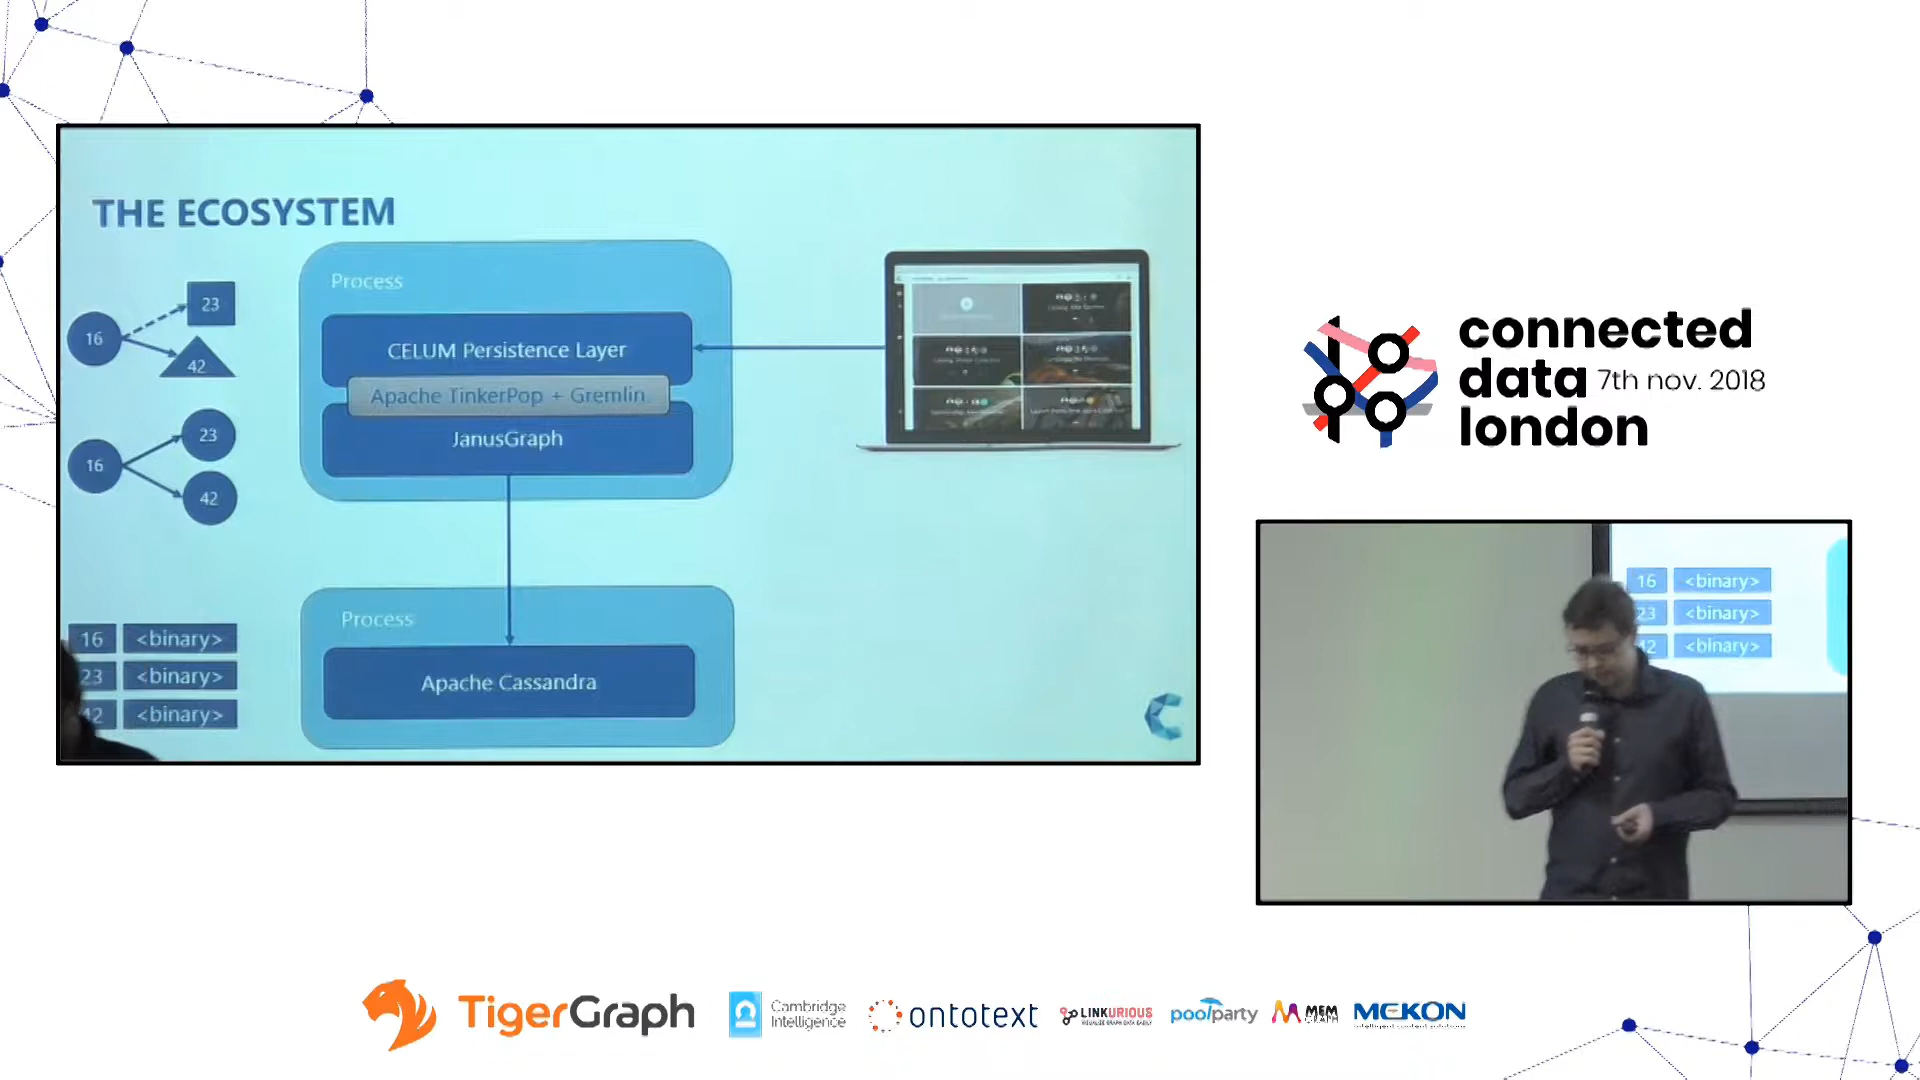 THE ECOSYSTEM
16
23
42
16
23
42
Process
CELUM Persistence Layer
Apache TinkerPop + Gremlin
JanusGraph
16 <binary>
23 <binary>
42 <binary>
Process
Apache Cassandra
connected
data 7th nov. 2018
london
16 <binary>
23 <binary>
42 <binary>
TigerGraph
Cambridge
Intelligence
ontotext
LINKURIOUS
poolparty
MEM
MEKON